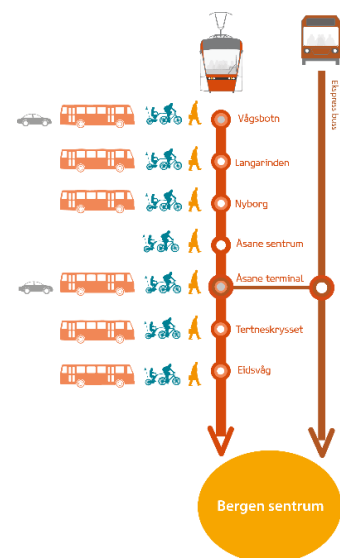 Ekspress buss
Vågsbotn
Langarinden
Nyborg
Åsane sentrum
Åsane terminal
Tertneskrysset
Eidsvåg
Bergen sentrum